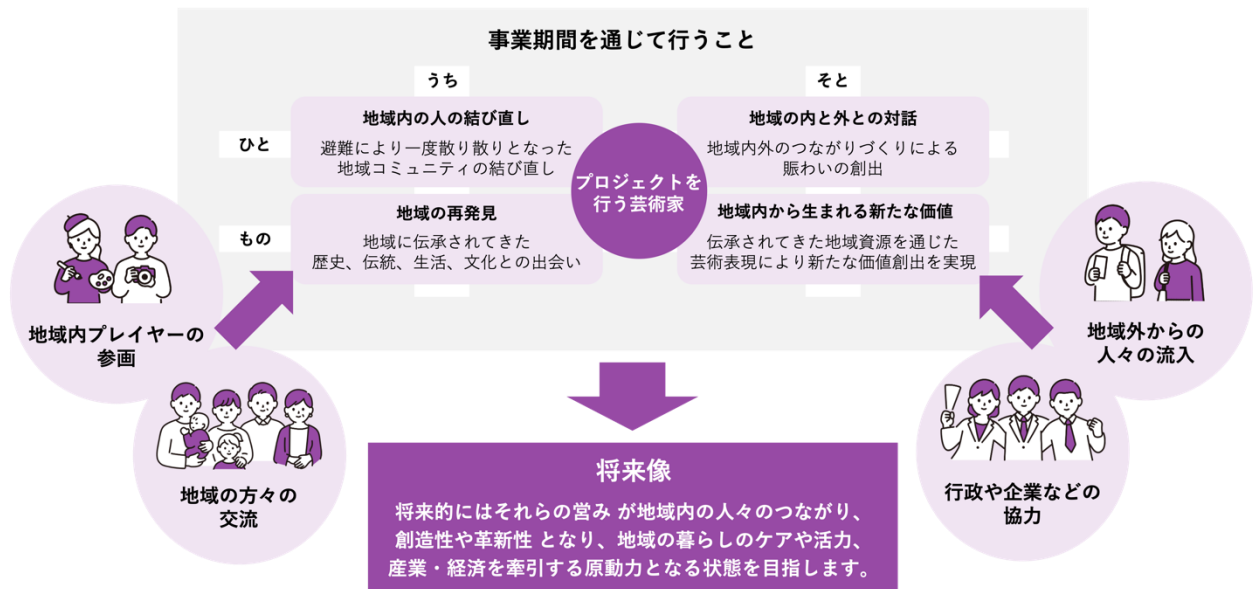 事業期間を通じて行うこと
うち
そと
ひと
地域内の人の結び直し
避難により一度散り散りとなった
地域コミュニティの結び直し
地域の内と外との対話
地域内外のつながりづくりによる
賑わいの創出
プロジェクトを
行う芸術家
もの
地域の再発見
地域に伝承されてきた
歴史、伝統、生活、文化との出会い
地域内から生まれる新たな価値
伝承されてきた地域資源を通じた
芸術表現により新たな価値創出を実現
地域内プレイヤーの
参画
地域の方々の
交流
地域外からの
人々の流入
行政や企業などの
協力
将来像
将来的にはそれらの営み が地域内の人々のつながり、
創造性や革新性 となり、地域の暮らしのケアや活力、
産業・経済を牽引する原動力となる状態を目指します。